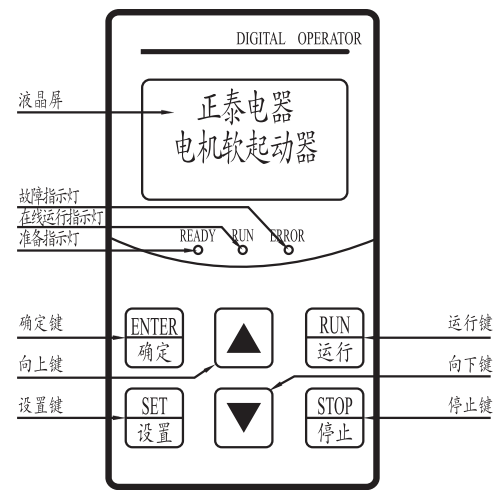 DIGITAL OPERATOR
液晶屏
正泰电器
电机软起动器
故障指示灯
在线运行指示灯
准备指示灯
READY RUN ERROR
确定键
ENTER
确定
RUN
运行
运行键
向上键
向下键
设置键
SET
设置
STOP
停止
停止键